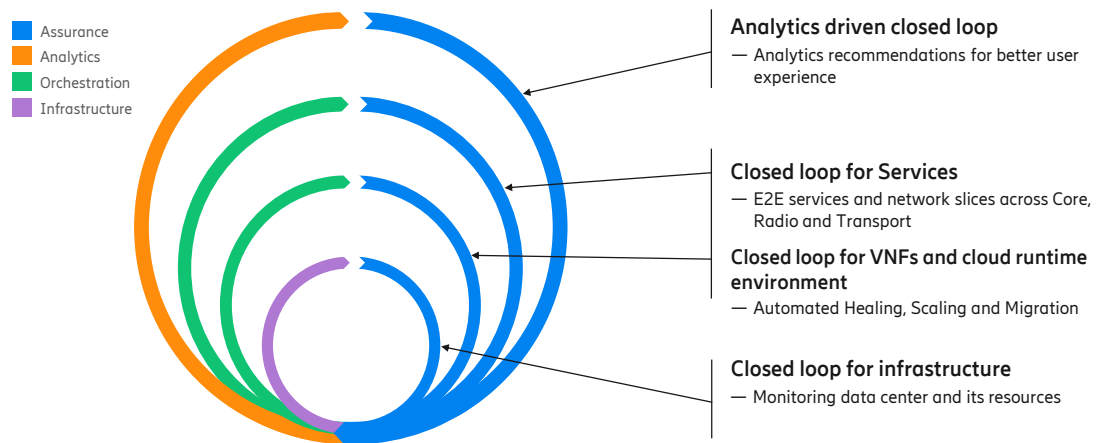 Assurance
Analytics
Orchestration
Infrastructure
Analytics driven closed loop
— Analytics recommendations for better user
experience
Closed loop for Services
— E2E services and network slices across Core,
Radio and Transport
Closed loop for VNFs and cloud runtime
environment
— Automated Healing, Scaling and Migration
Closed loop for infrastructure
— Monitoring data center and its resources